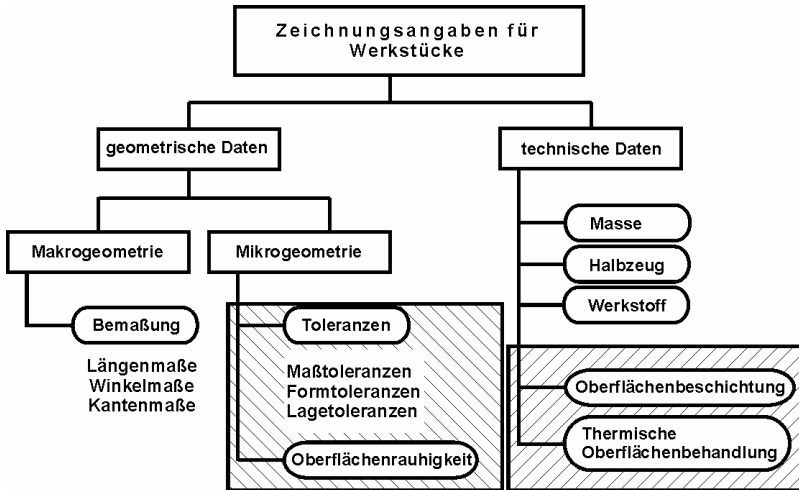 Zeichnungsangaben für
Werkstücke
geometrische Daten
technische Daten
Makrogeometrie
Mikrogeometrie
Masse
Halbzeug
Werkstoff
Bemaßung
Längenmaße
Winkelmaße
Kantenmaße
Toleranzen
Maßtoleranzen
Formtoleranzen
Lagetoleranzen
Oberflächenrauhigkeit
Oberflächenbeschichtung
Thermische
Oberflächenbehandlung